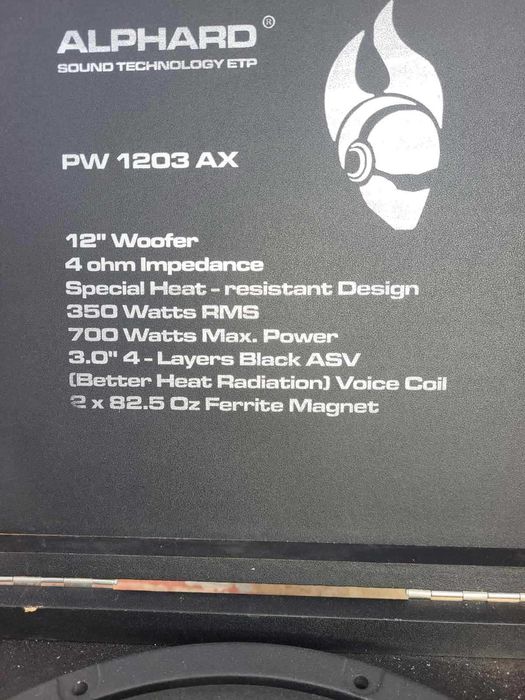 ALPHARD ®
SOUND TECHNOLOGY ETP
PW 1203 AX
12" Woofer
4 ohm Impedance
Special Heat - resistant Design
350 Watts RMS
700 Watts Max. Power
3.0" 4 - Layers Black ASV
(Better Heat Radiation) Voice Coil
2 x 82.5 Oz Ferrite Magnet